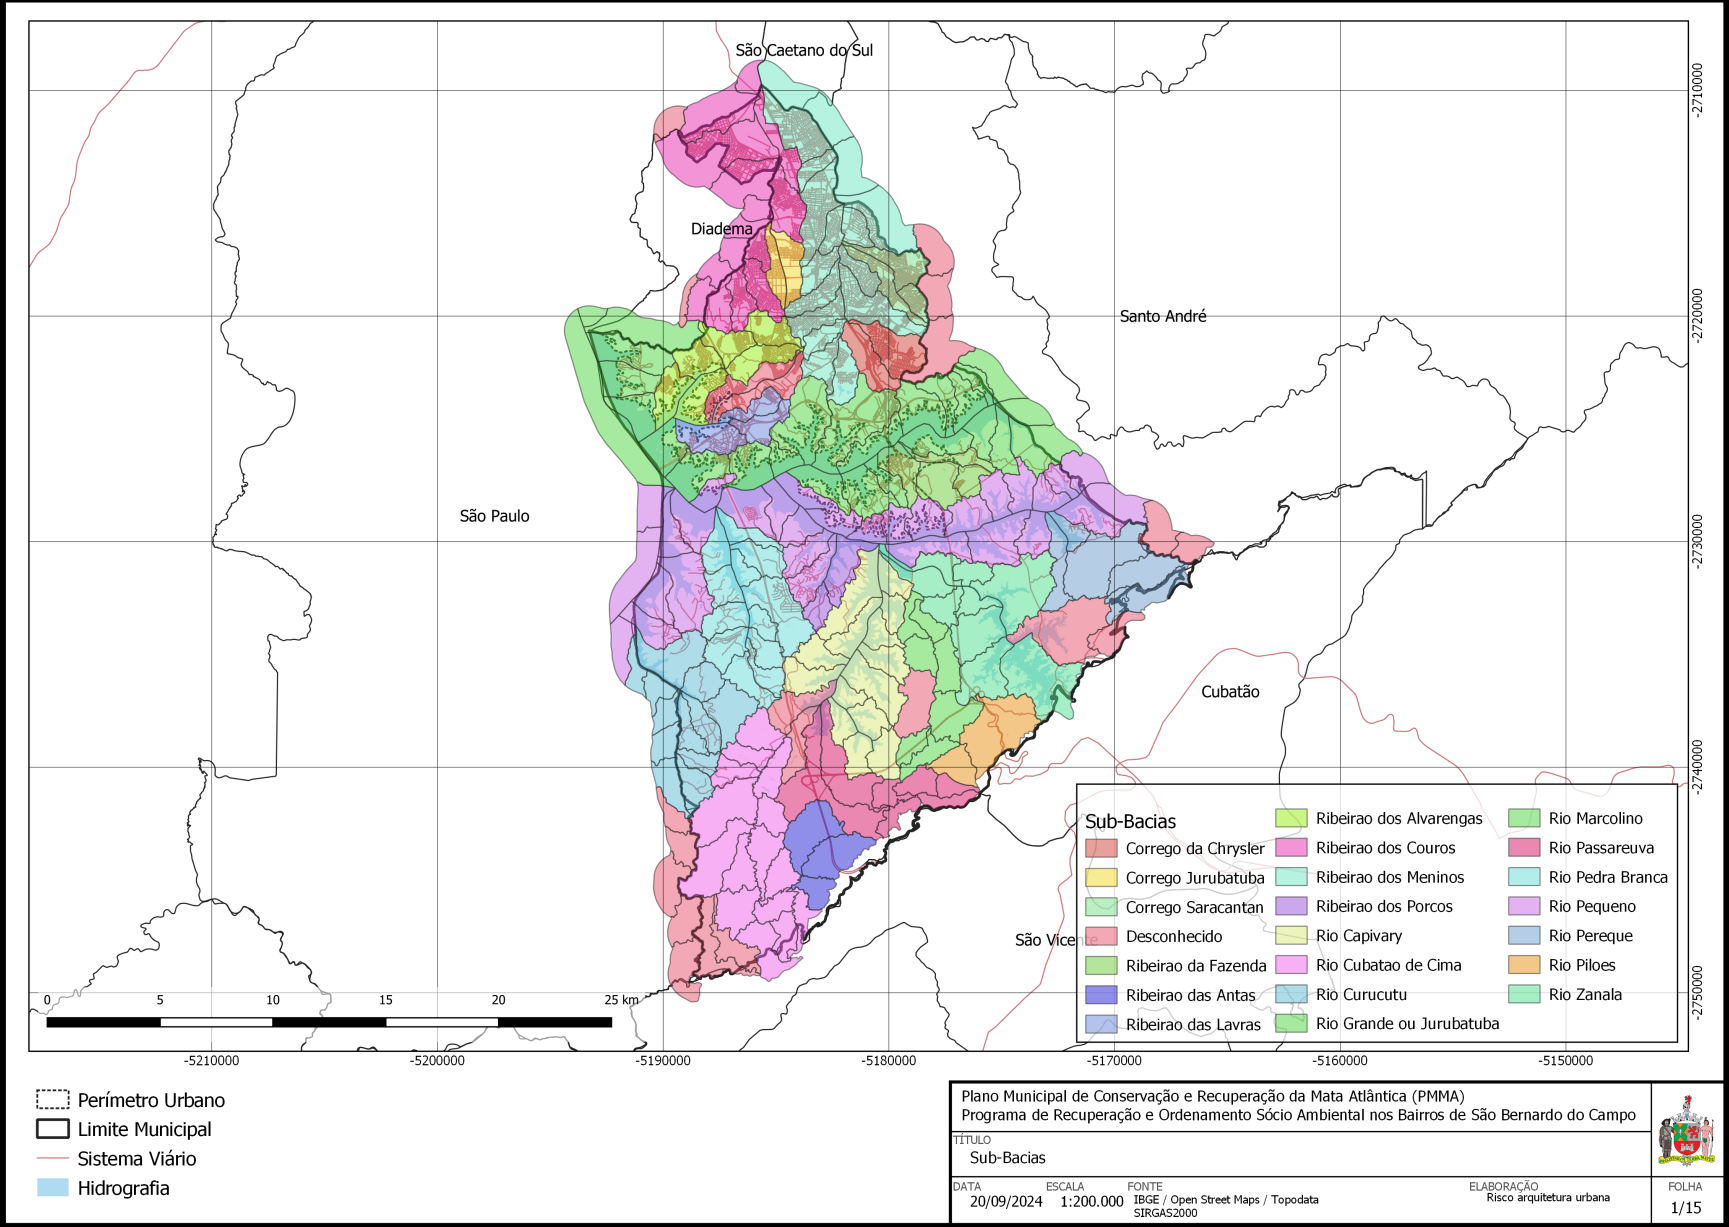 São Caetano do Sul
-2710000
Diadema
Santo André
-2720000
São Paulo
-2730000
Cubatão
-2740000
São Vicente
-2750000
Sub-Bacias
Corrego da Chrysler
Corrego Jurubatuba
Corrego Saracantan
Desconhecido
Ribeirao da Fazenda
Ribeirao das Antas
Ribeirao das Lavras
Ribeirao dos Alvarengas
Ribeirao dos Couros
Ribeirao dos Meninos
Ribeirao dos Porcos
Rio Capivary
Rio Cubatao de Cima
Rio Curucutu
Rio Grande ou Jurubatuba
Rio Marcolino
Rio Passareuva
Rio Pedra Branca
Rio Pequeno
Rio Pereque
Rio Piloes
Rio Zanala
0 5 10 15 20 25 km
-5210000 -5200000 -5190000 -5180000 -5170000 -5160000 -5150000
Perímetro Urbano
Limite Municipal
Sistema Viário
Hidrografia
Plano Municipal de Conservação e Recuperação da Mata Atlântica (PMMA)
Programa de Recuperação e Ordenamento Sócio Ambiental nos Bairros de São Bernardo do Campo
TÍTULO
Sub-Bacias
DATA
20/09/2024
ESCALA
1:200.000
FONTE
IBGE / Open Street Maps / Topodata
SIRGAS2000
ELABORAÇÃO
Risco arquitetura urbana
FOLHA
1/15